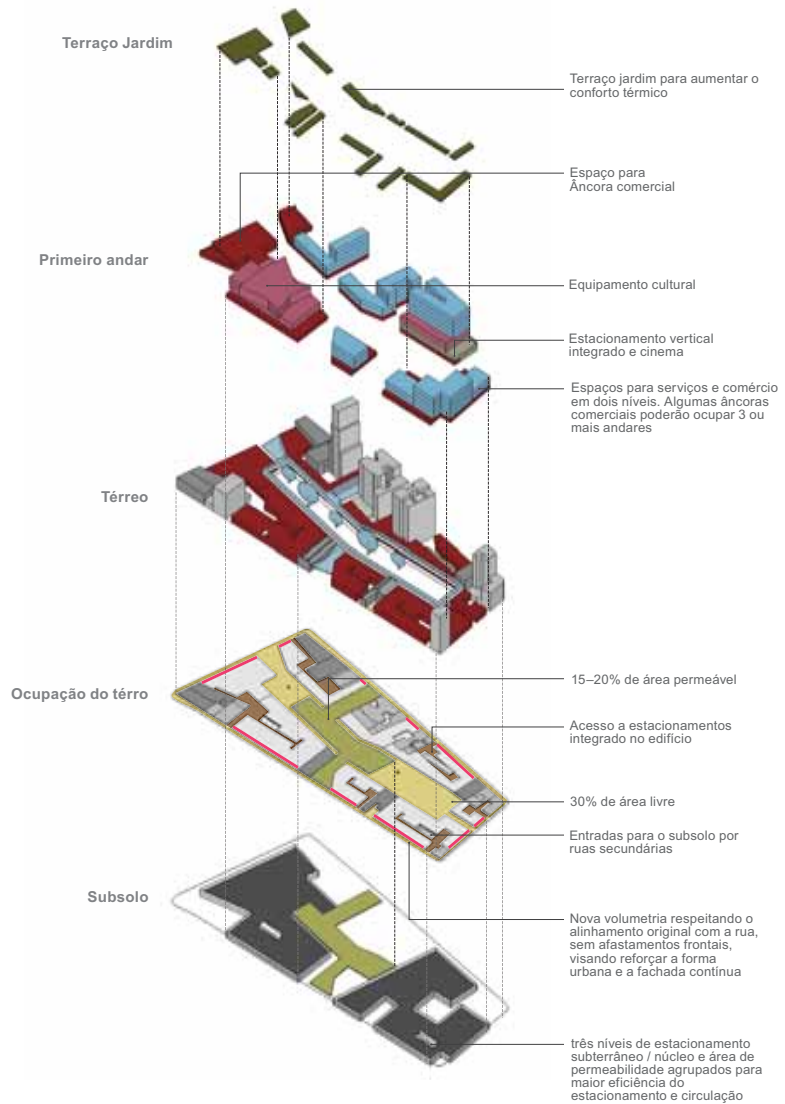 Terraço Jardim
Terraço jardim para aumentar o
conforto térmico
Espaço para
Âncora comercial
Primeiro andar
Equipamento cultural
Estacionamento vertical
integrado e cinema
Espaços para serviços e comércio
em dois níveis. Algumas âncoras
comerciais poderão ocupar 3 ou
mais andares
Térreo
Ocupação do térro
15–20% de área permeável
Acesso a estacionamentos
integrado no edifício
30% de área livre
Entradas para o subsolo por
ruas secundárias
Subsolo
Nova volumetria respeitando o
alinhamento original com a rua,
sem afastamentos frontais,
visando reforçar a forma
urbana e a fachada contínua
três níveis de estacionamento
subterrâneo / núcleo e área de
permeabilidade agrupados para
maior eficiência do
estacionamento e circulação